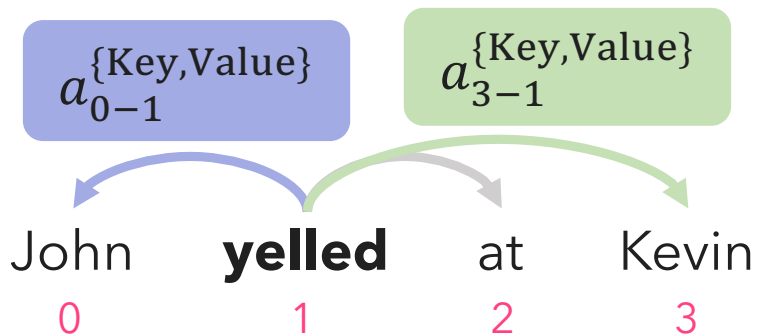 a_{0−1}^{{Key,Value}} a_{3−1}^{{Key,Value}}
John yelled at Kevin
0 1 2 3